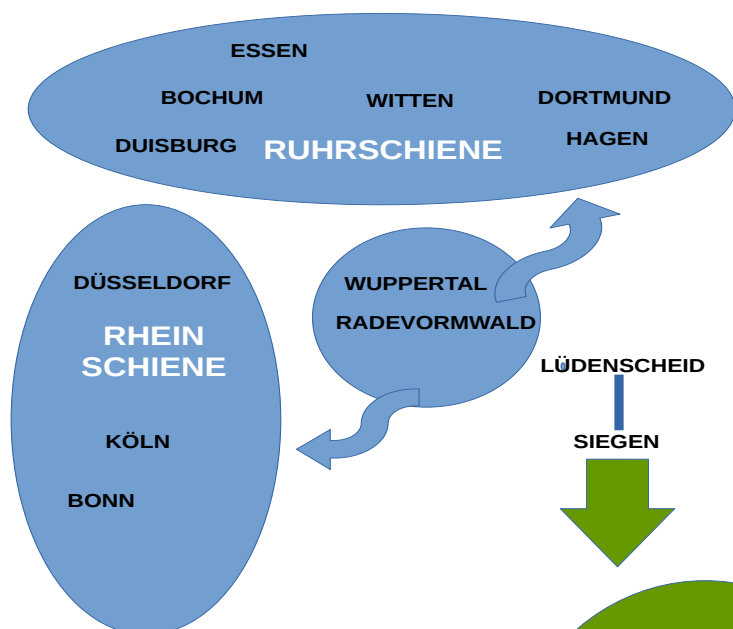 ESSEN
BOCHUM
WITTEN
DORTMUND
DUISBURG
RUHRSCHIENE
HAGEN
DÜSSELDORF
RHEIN
SCHIENE
KÖLN
BONN
WUPPERTAL
RADEVORMWALD
LÜDENSCHEID
SIEGEN